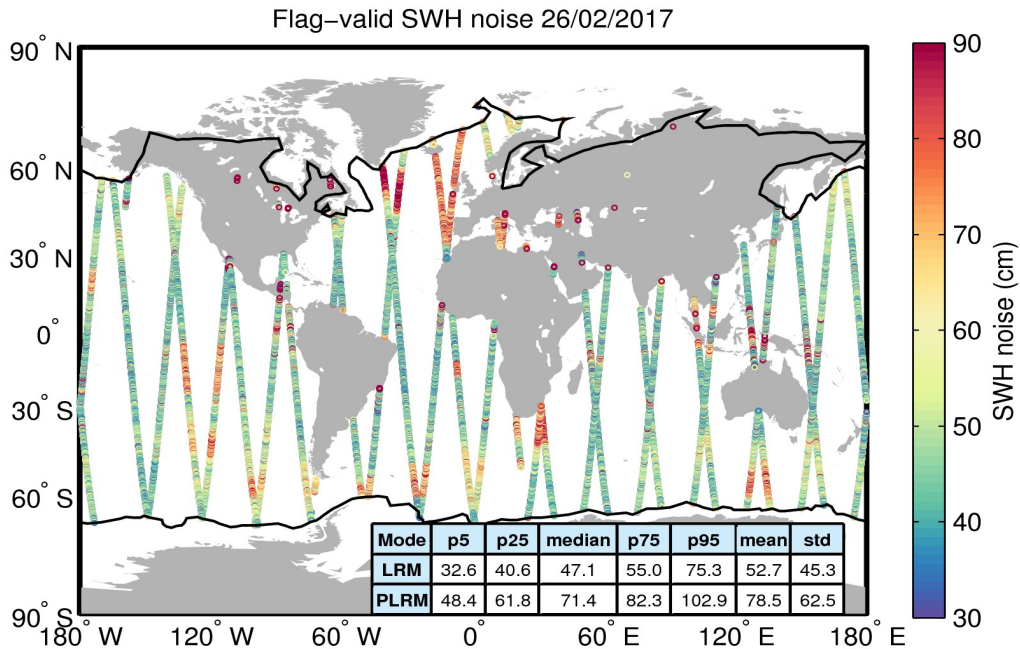 Flag−valid SWH noise 26/02/2017
90° N
60° N
30° N
0°
30° S
60° S
90° S
180° W
120° W
60° W
0°
60° E
120° E
180° E
Mode p5 p25 median p75 p95 mean std
LRM 32.6 40.6 47.1 55.0 75.3 52.7 45.3
PLRM 48.4 61.8 71.4 82.3 102.9 78.5 62.5
90
80
70
60
50
40
30
SWH noise (cm)